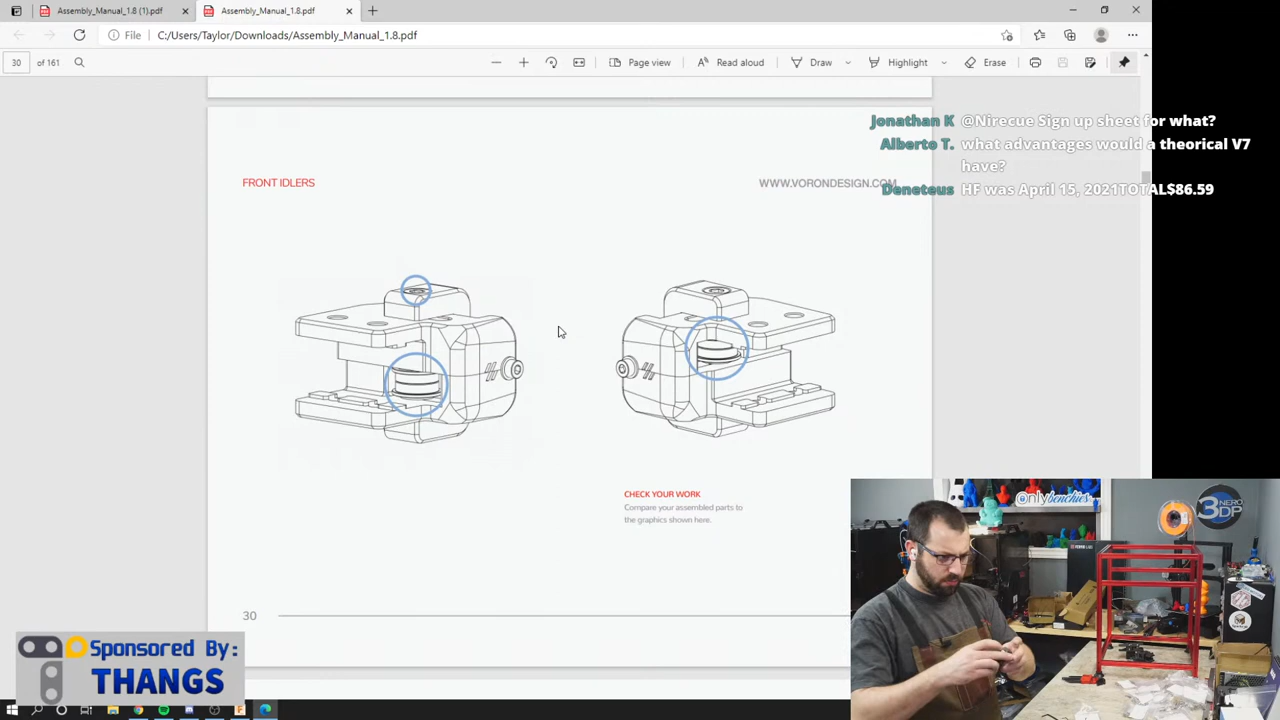 Assembly_Manual_1.8 (1).pdf
Assembly_Manual_1.8.pdf
File
C:/Users/Taylor/Downloads/Assembly_Manual_1.8.pdf
30 of 161
Page view
Read aloud
Draw
Highlight
Erase
Jonathan K @Nirecue Sign up sheet for what?
Alberto T. what advantages would a theorical V7
have?
Deneteus HF was April 15, 2021TOTAL$86.59
FRONT IDLERS
WWW.VORONDESIGN.COM
CHECK YOUR WORK
Compare your assembled parts to
the graphics shown here.
30
Sponsored By:
THANGS
onlybenchies
3DP
NERO